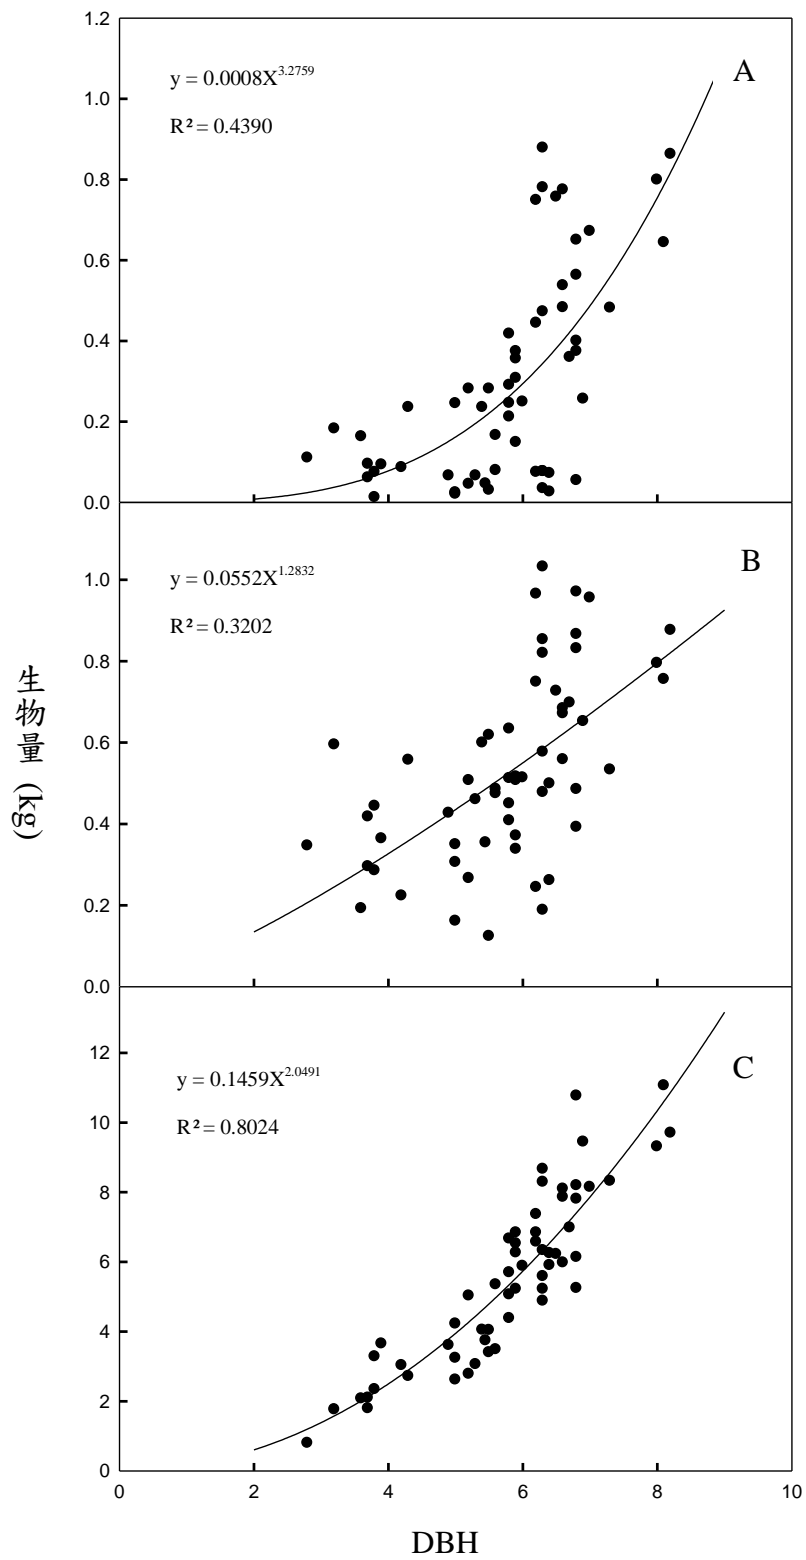 1.2
1.0
0.8
0.6
0.4
0.2
0.0
y = 0.0008X^3.2759
R² = 0.4390
A
1.0
0.8
0.6
0.4
0.2
0.0
y = 0.0552X^1.2832
R² = 0.3202
B
生物量 (kg)
12
10
8
6
4
2
0
y = 0.1459X^2.0491
R² = 0.8024
C
0 2 4 6 8 10
DBH